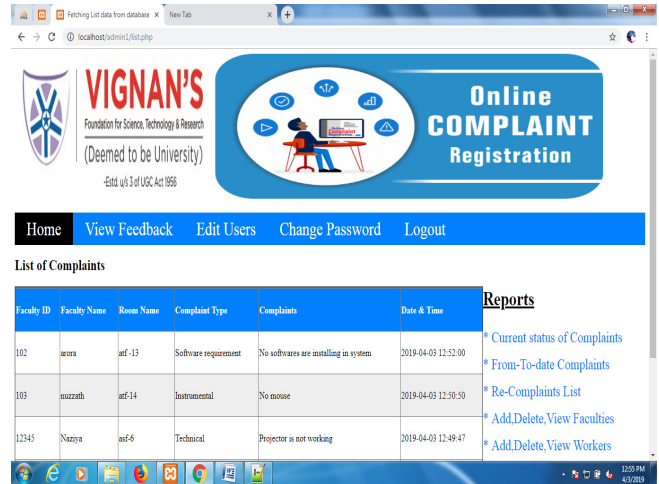 Fetching List data from database
New Tab
localhost/admin1/list.php
VIGNAN'S
Foundation for Science, Technology & Research
(Deemed to be University)
-Estd. u/s 3 of UGC Act 1956
Online
COMPLAINT
Registration
Home View Feedback Edit Users Change Password Logout
List of Complaints
Faculty ID Faculty Name Room Name Complaint Type Complaints Date & Time
102 arora atf -13 Software requirement No softwares are installing in system 2019-04-03 12:52:00
103 nuzzath atf-14 Instrumental No mouse 2019-04-03 12:50:50
12345 Naziya asf-6 Technical Projector is not working 2019-04-03 12:49:47
Reports
* Current status of Complaints
* From-To-date Complaints
* Re-Complaints List
* Add,Delete,View Faculties
* Add,Delete,View Workers
12:55 PM
4/3/2019